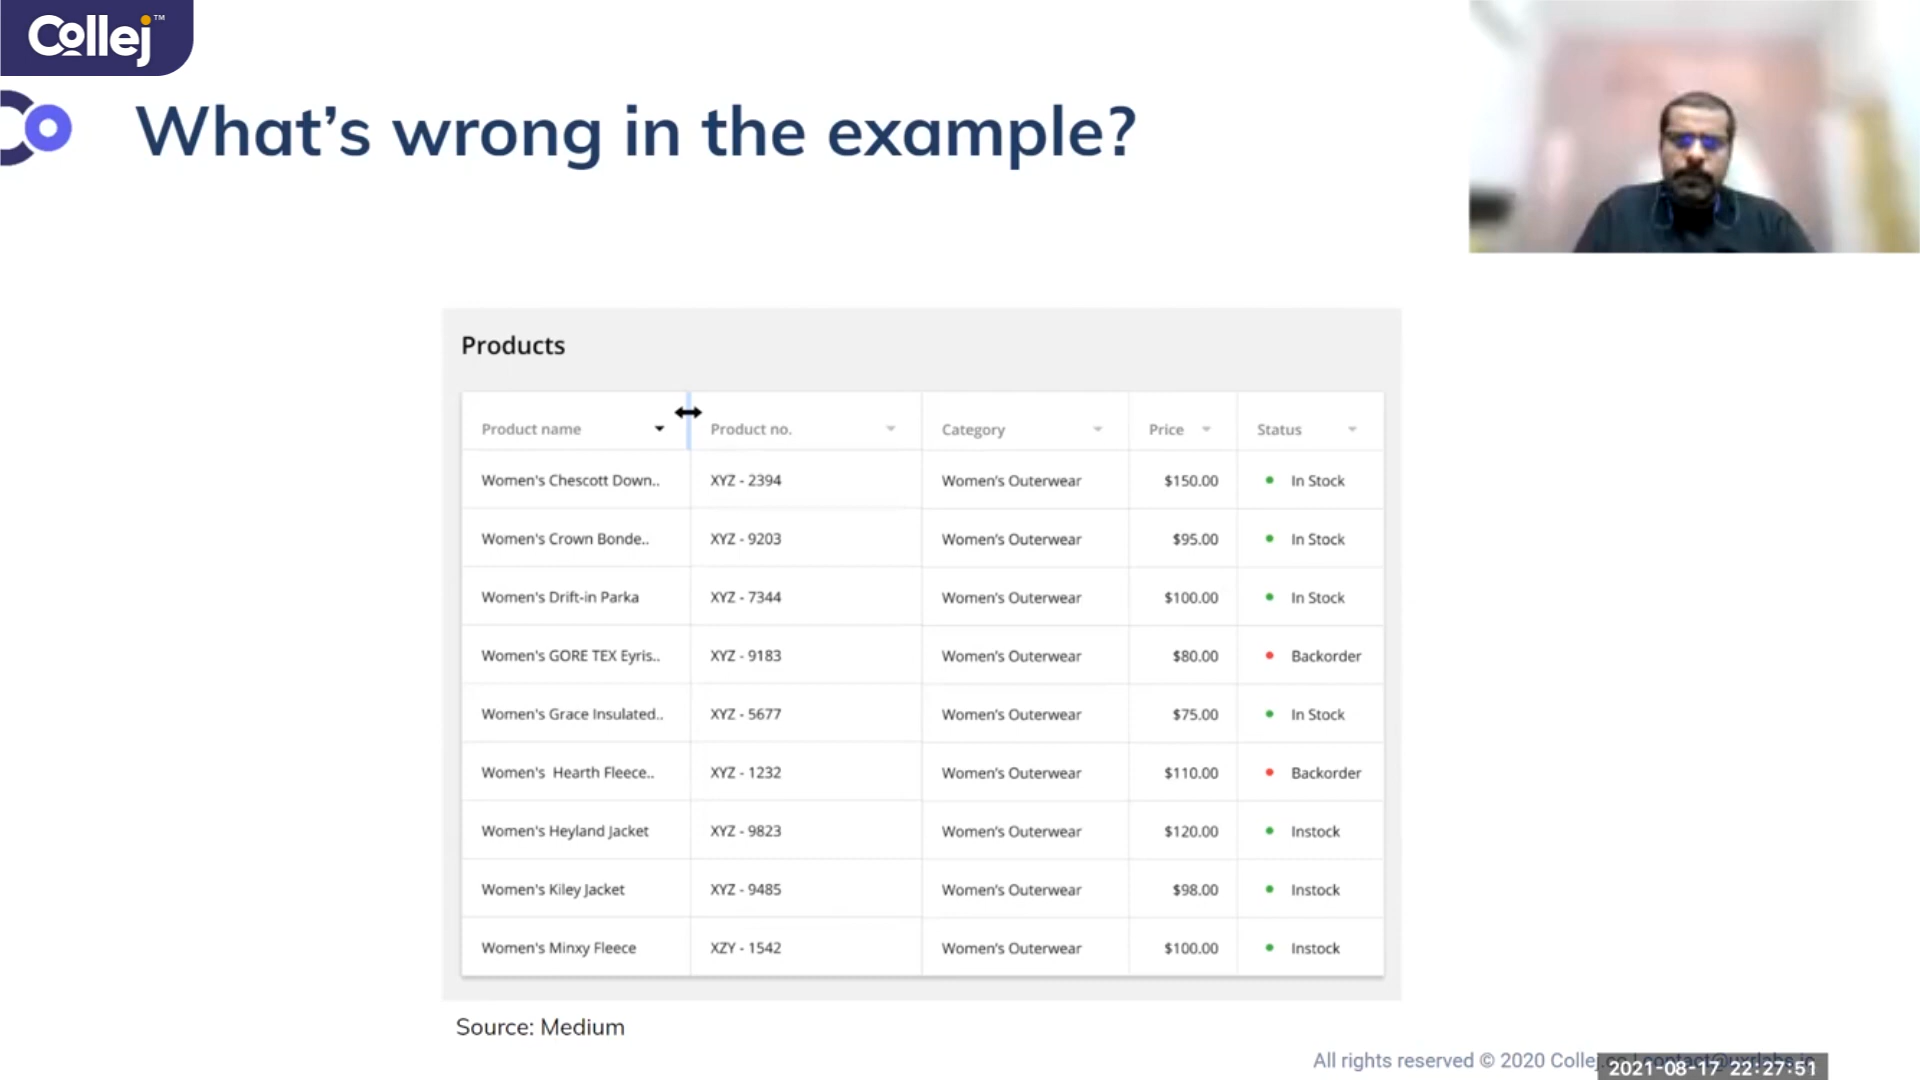 Collej™
What's wrong in the example?
Products
Product name Product no. Category Price Status
Women's Chescott Down.. XYZ - 2394 Women's Outerwear $150.00 In Stock
Women's Crown Bonde.. XYZ - 9203 Women's Outerwear $95.00 In Stock
Women's Drift-in Parka XYZ - 7344 Women's Outerwear $100.00 In Stock
Women's GORE TEX Eyris.. XYZ - 9183 Women's Outerwear $80.00 Backorder
Women's Grace Insulated.. XYZ - 5677 Women's Outerwear $75.00 In Stock
Women's Hearth Fleece.. XYZ - 1232 Women's Outerwear $110.00 Backorder
Women's Heyland Jacket XYZ - 9823 Women's Outerwear $120.00 Instock
Women's Kiley Jacket XYZ - 9485 Women's Outerwear $98.00 Instock
Women's Minxy Fleece XZY - 1542 Women's Outerwear $100.00 Instock
Source: Medium
All rights reserved © 2020
2021-08-17 22:27:51